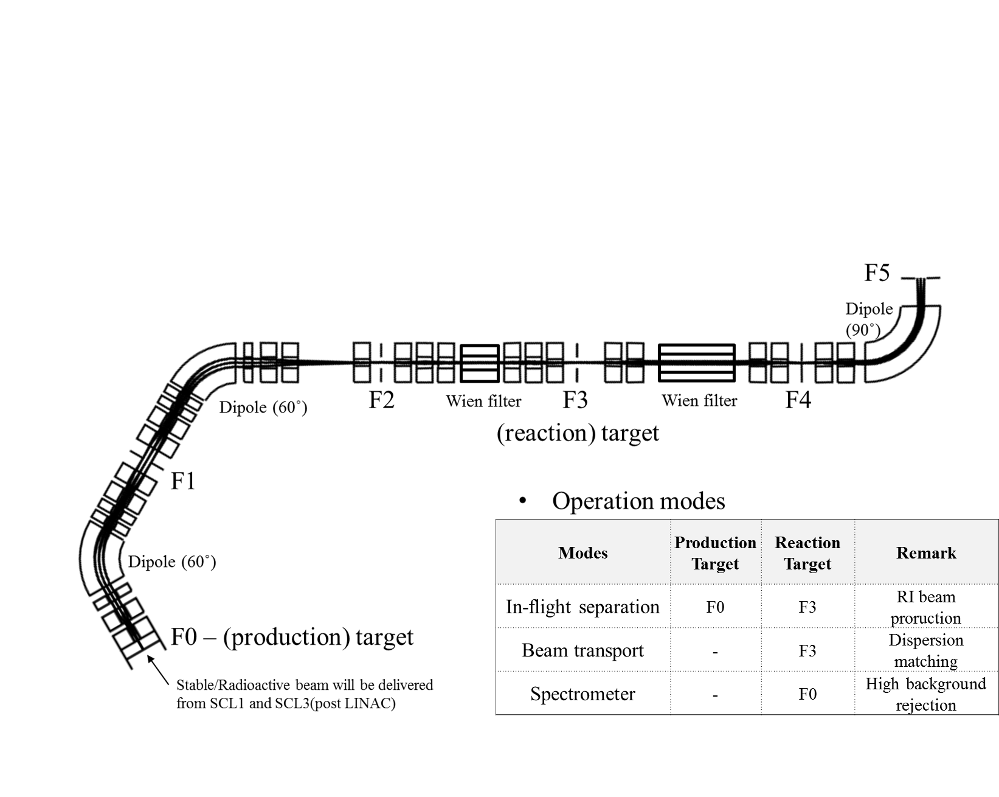 F5
Dipole
(90˚)
Dipole (60˚)
F2
Wien filter
F3
Wien filter
F4
(reaction) target
F1
Dipole (60˚)
F0 – (production) target
Stable/Radioactive beam will be delivered
from SCL1 and SCL3(post LINAC)
• Operation modes
Modes
Production
Target
Reaction
Target
Remark
In-flight separation
F0
F3
RI beam
proruction
Beam transport
-
F3
Dispersion
matching
Spectrometer
-
F0
High background
rejection